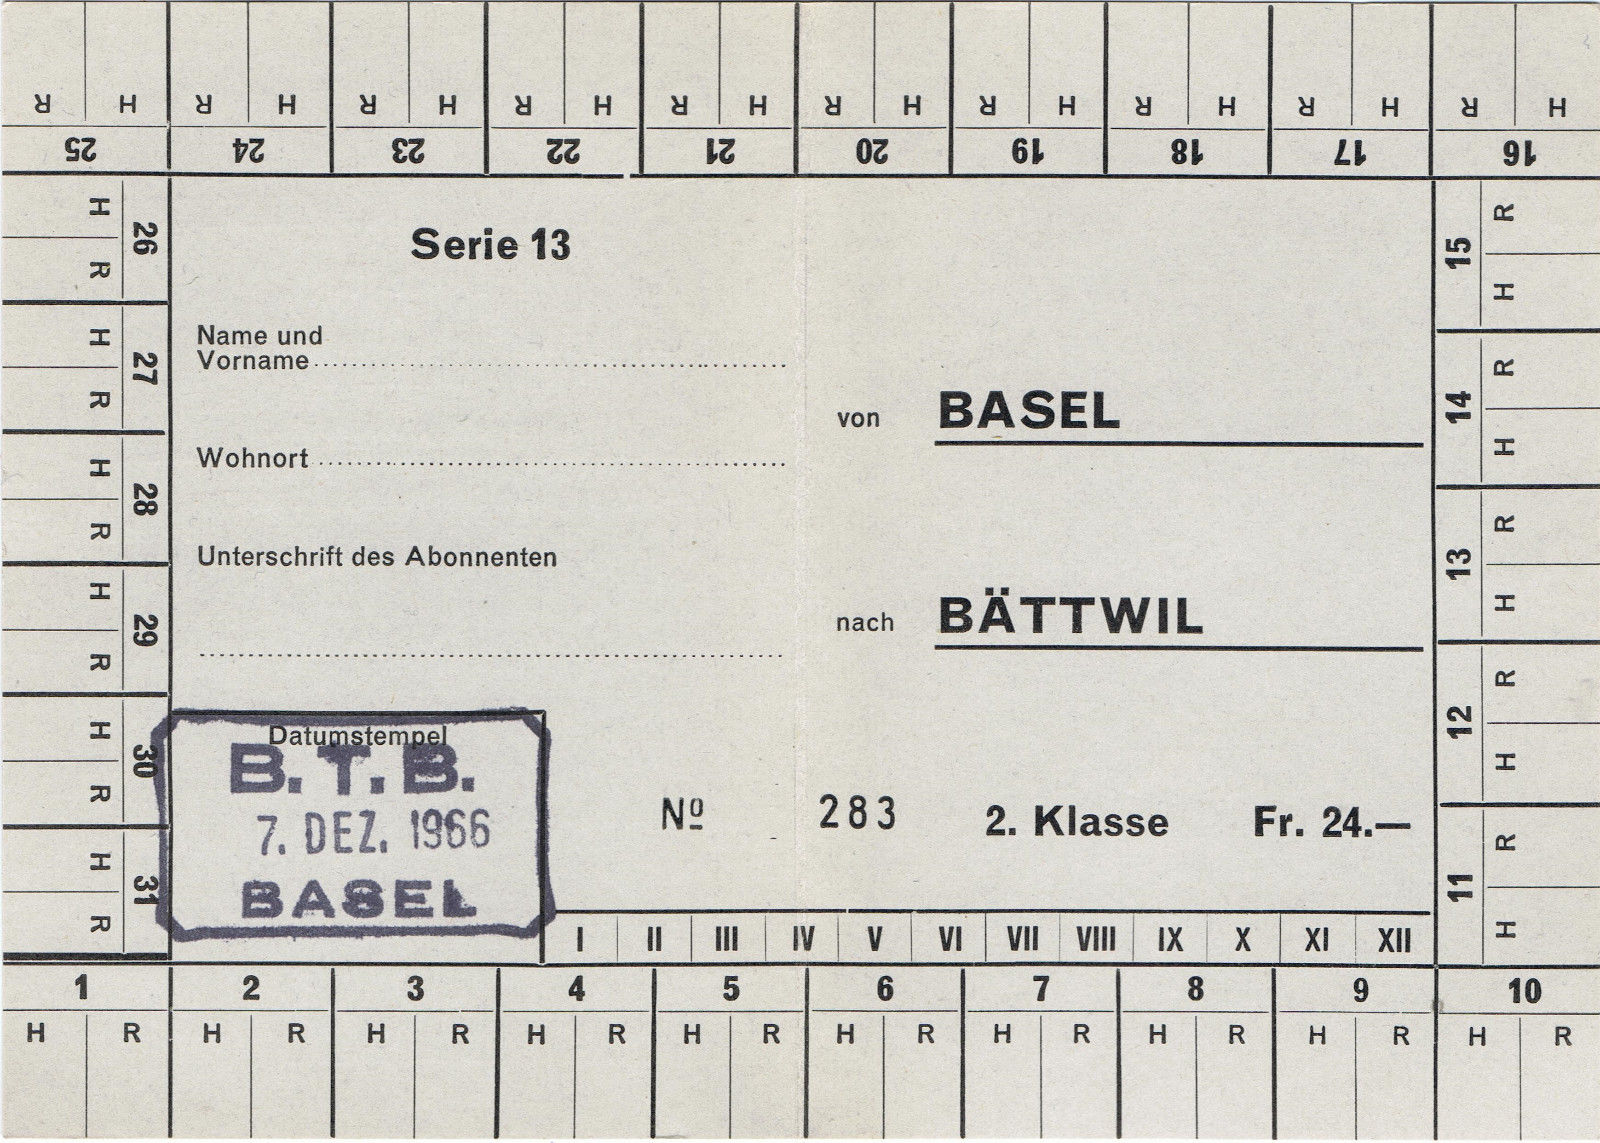 R H R H R H R H R H R H R H R H R H R H
25 24 23 22 21 20 19 18 17 16
H R 26
H R 27
H R 28
H R 29
H R 30
H R 31
Serie 13
Name und
Vorname
Wohnort
Unterschrift des Abonnenten
Datumstempel
B.T.B.
7. DEZ. 1966
BASEL
von BASEL
nach BÄTTWIL
Nº 283 2. Klasse Fr. 24.—
I II III IV V VI VII VIII IX X XI XII
15 R H
14 R H
13 R H
12 R H
11 R H
1 2 3 4 5 6 7 8 9 10
H R H R H R H R H R H R H R H R H R H R